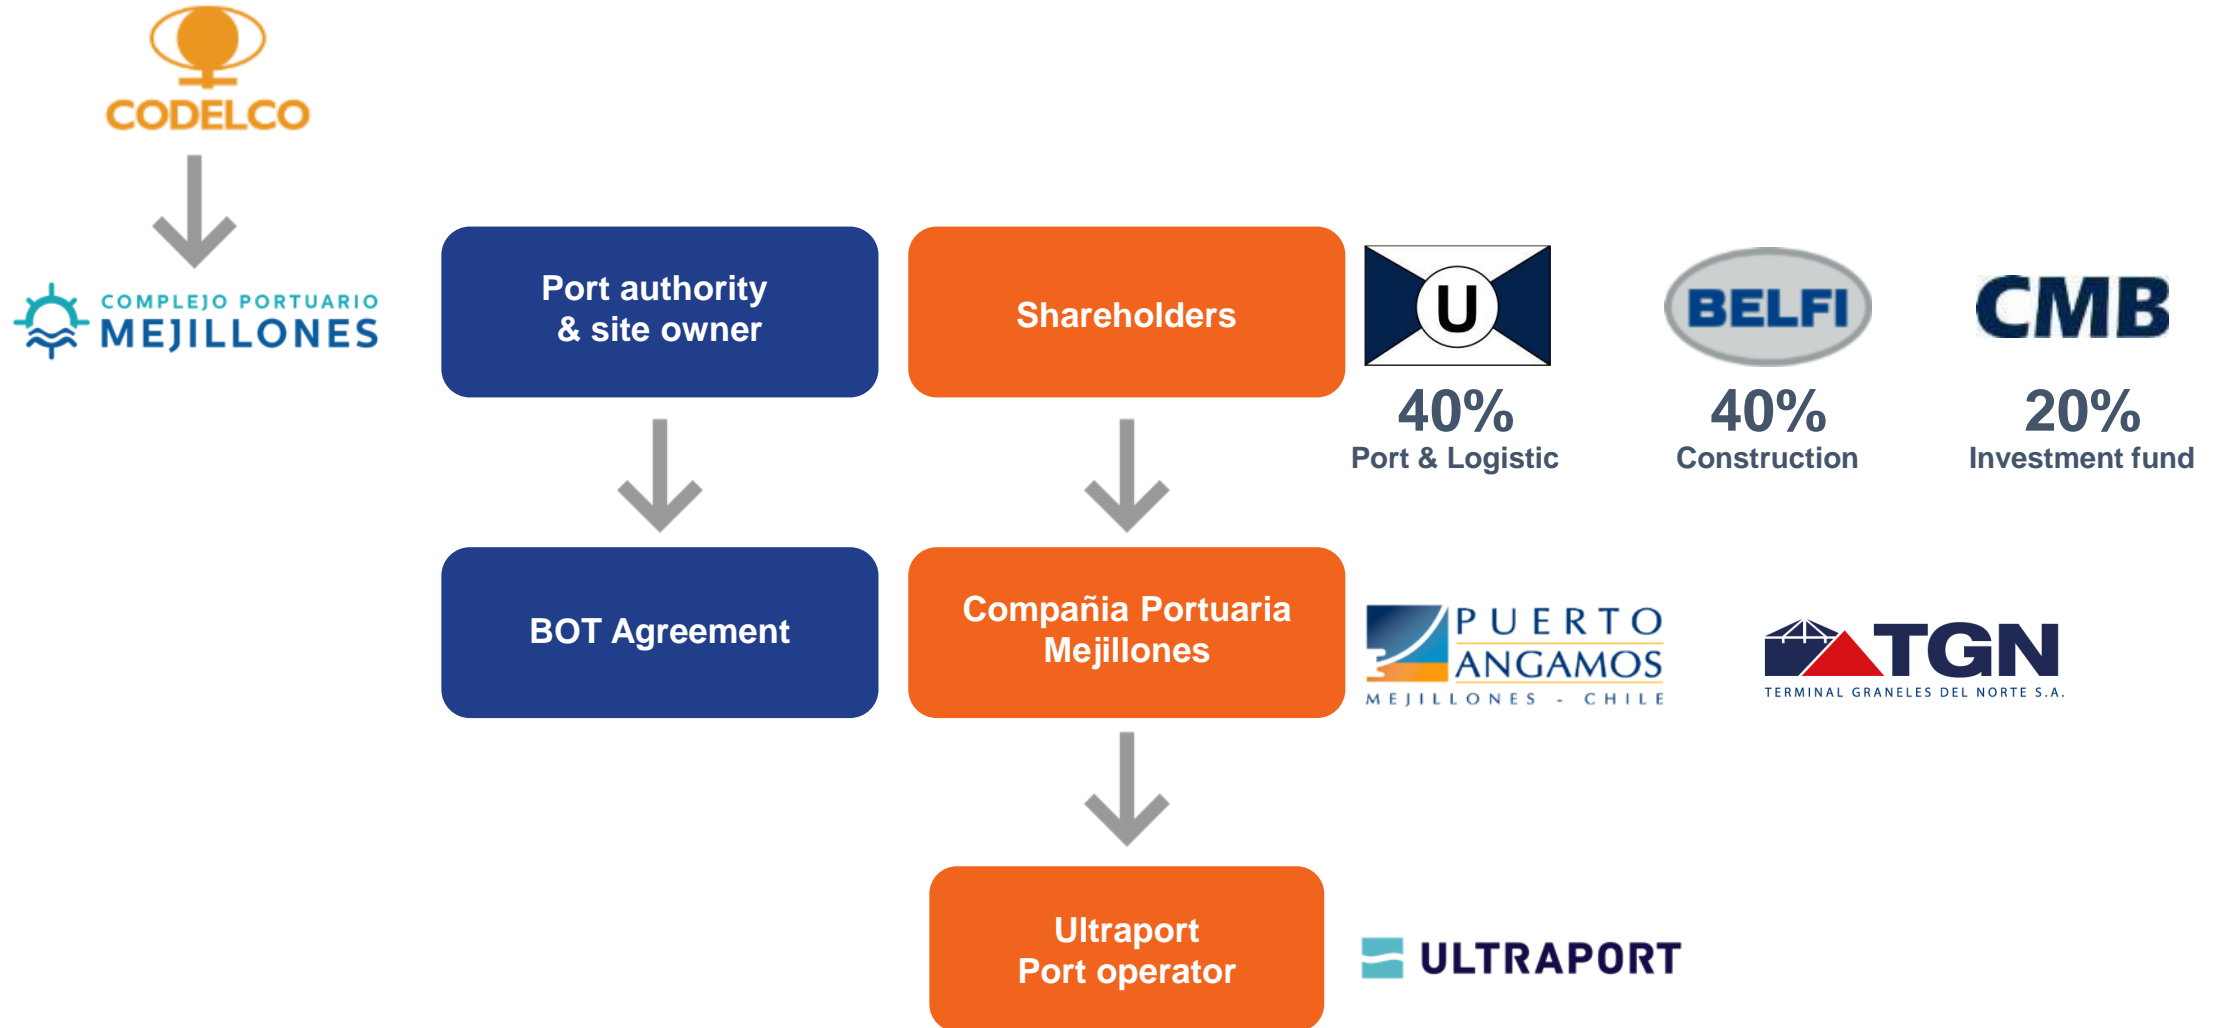 CODELCO
COMPLEJO PORTUARIO
MEJILLONES
Port authority
& site owner
Shareholders
U
BELFI
CMB
40%
Port & Logistic
40%
Construction
20%
Investment fund
BOT Agreement
Compañia Portuaria
Mejillones
PUERTO
ANGAMOS
MEJILLONES - CHILE
TGN
TERMINAL GRANELES DEL NORTE S.A.
Ultraport
Port operator
ULTRAPORT